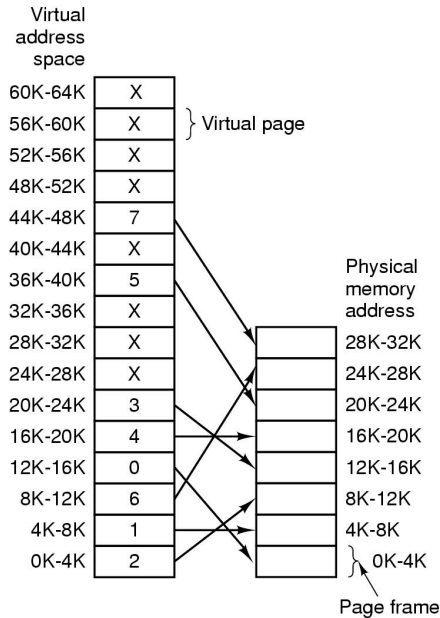 Virtual
address
space
60K-64K X
56K-60K X Virtual page
52K-56K X
48K-52K X
44K-48K 7
40K-44K X
36K-40K 5
32K-36K X
28K-32K X
24K-28K X
20K-24K 3
16K-20K 4
12K-16K 0
8K-12K 6
4K-8K 1
0K-4K 2
Physical
memory
address
28K-32K
24K-28K
20K-24K
16K-20K
12K-16K
8K-12K
4K-8K
0K-4K
Page frame